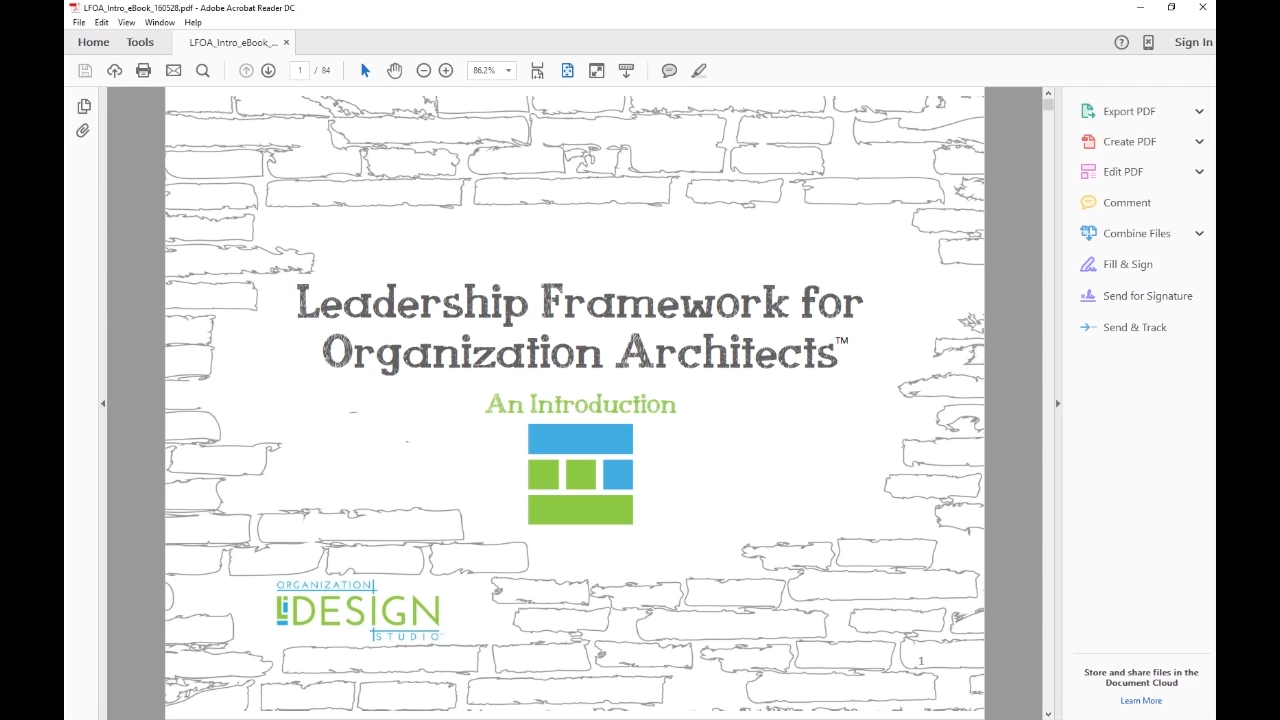 LFOA_Intro_eBook_160528.pdf - Adobe Acrobat Reader DC
File Edit View Window Help
Home Tools LFOA_Intro_eBook_... × Sign In
1 / 84 86.2%
Export PDF
Create PDF
Edit PDF
Comment
Combine Files
Fill & Sign
Send for Signature
Send & Track
Leadership Framework for
Organization Architects™
An Introduction
ORGANIZATION
DESIGN
STUDIO™
1
Store and share files in the
Document Cloud
Learn More